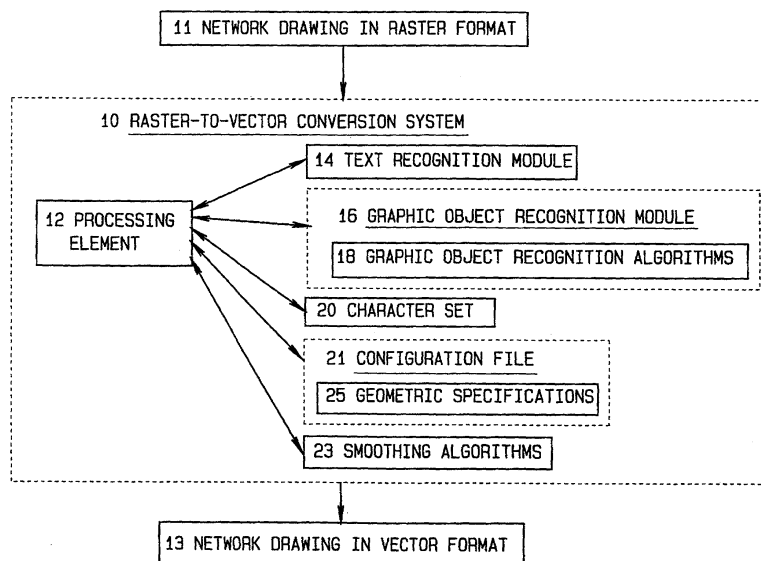 11 NETWORK DRAWING IN RASTER FORMAT
10 RASTER-TO-VECTOR CONVERSION SYSTEM
14 TEXT RECOGNITION MODULE
12 PROCESSING
ELEMENT
16 GRAPHIC OBJECT RECOGNITION MODULE
18 GRAPHIC OBJECT RECOGNITION ALGORITHMS
20 CHARACTER SET
21 CONFIGURATION FILE
25 GEOMETRIC SPECIFICATIONS
23 SMOOTHING ALGORITHMS
13 NETWORK DRAWING IN VECTOR FORMAT